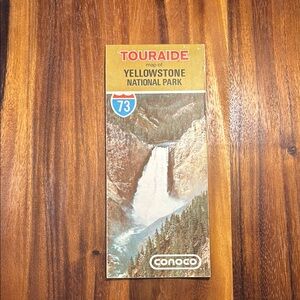 TOURAIDE
map of
YELLOWSTONE
NATIONAL PARK
73
conoco